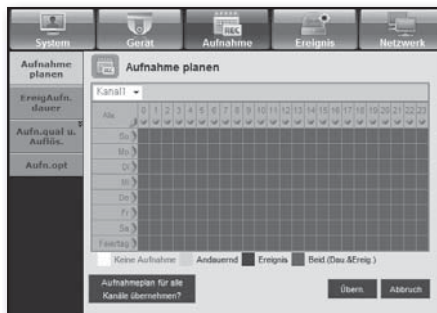 System Gerät Aufnahme Ereignis Netzwerk
REC
Aufnahme planen
Aufnahme planen
Kanal1
EreigAufn. dauer
Alle 0 1 2 3 4 5 6 7 8 9 10 11 12 13 14 15 16 17 18 19 20 21 22 23
Aufn.qual u. Auflös.
So
Mo
Aufn.opt
Di
Mi
Do
Fr
Sa
Feiertag
Keine Aufnahme Andauernd Ereignis Beid.(Dau.&Ereig.)
Aufnahmeplan für alle
Kanäle übernehmen?
Übern. Abbruch